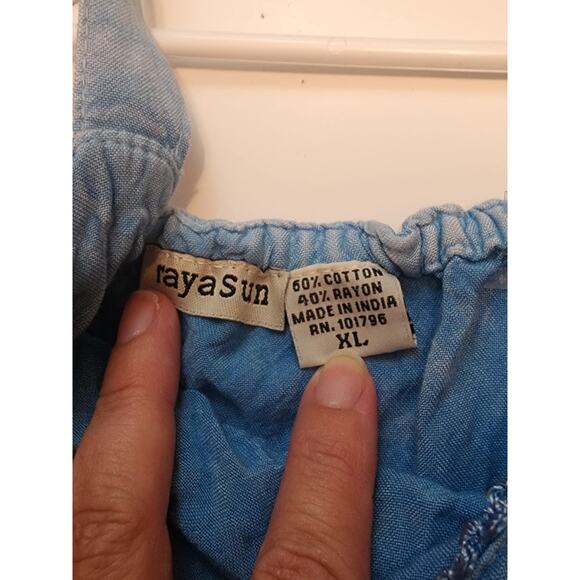 rayasun
60% COTTON
40% RAYON
MADE IN INDIA
RN. 101796
XL